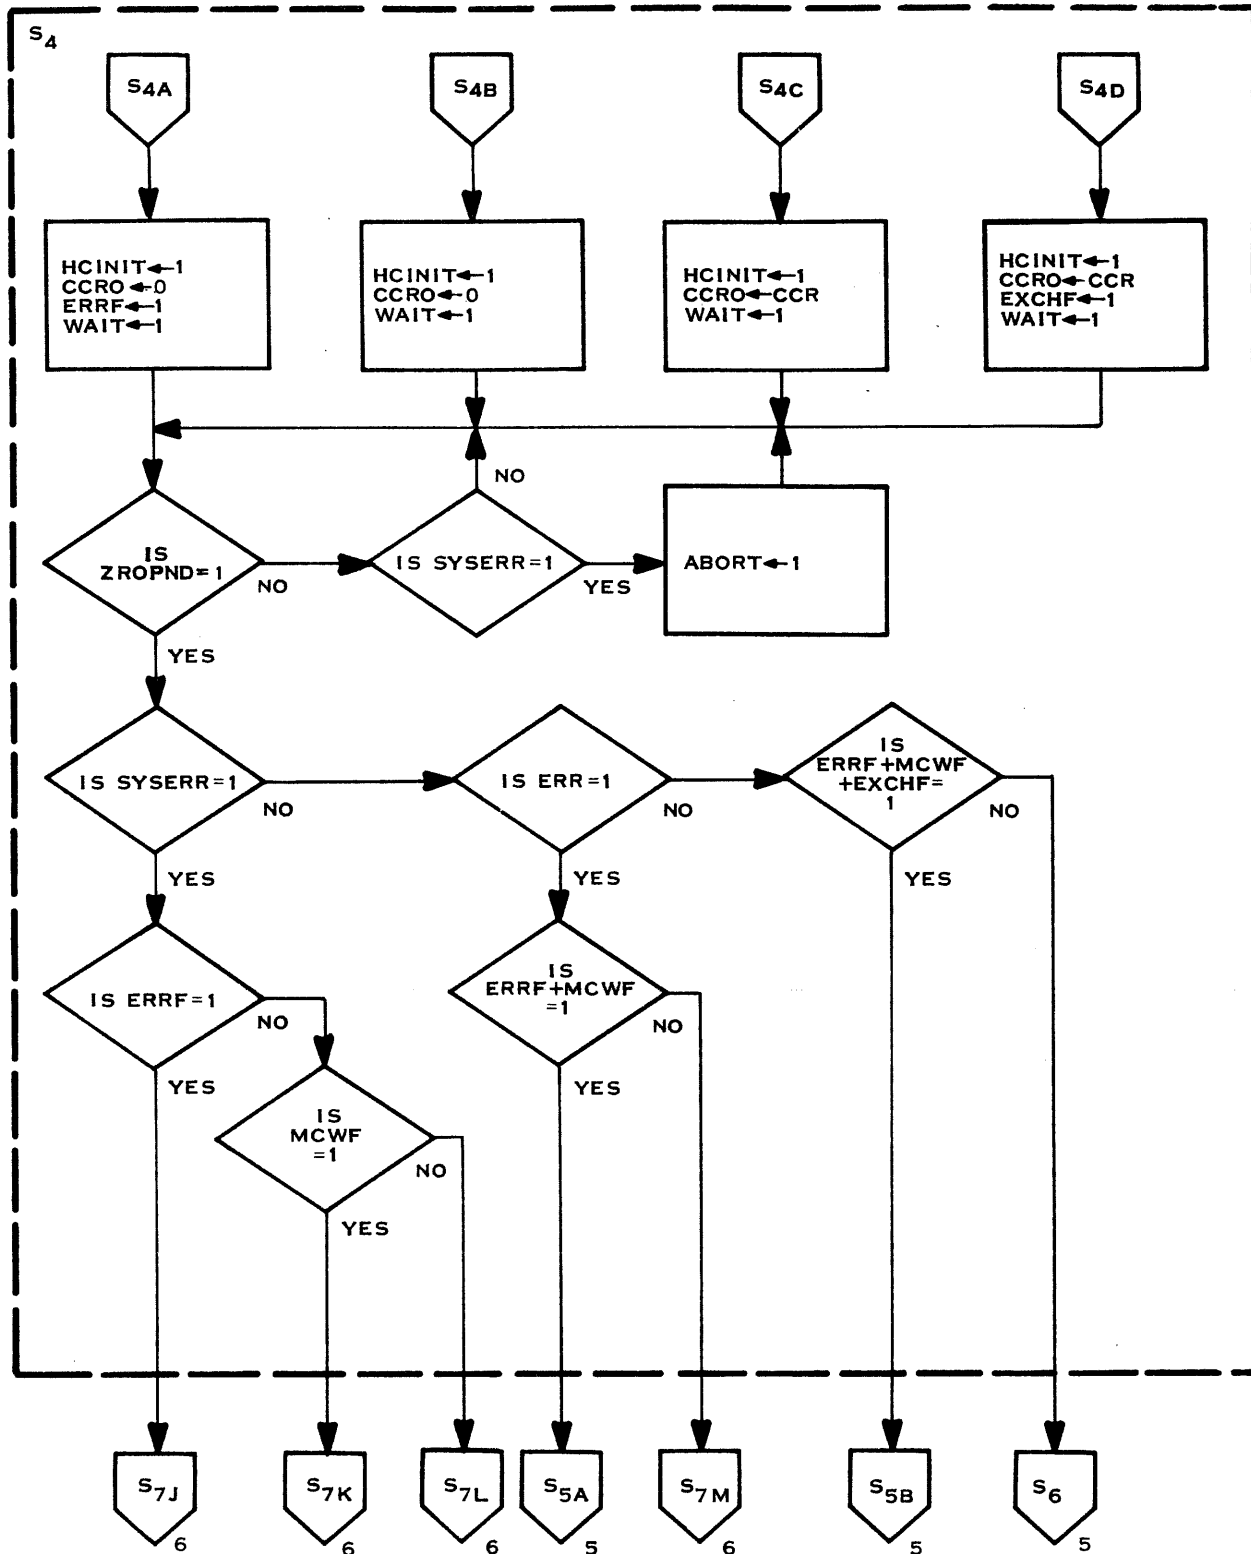 S4
S4A
S4B
S4C
S4D
HCINIT←1
CCRO←0
ERRF←1
WAIT←1
HCINIT←1
CCRO←0
WAIT←1
HCINIT←1
CCRO←CCR
WAIT←1
HCINIT←1
CCRO←CCR
EXCHF←1
WAIT←1
IS
ZROPND=1
NO
YES
IS SYSERR=1
NO
YES
ABORT←1
IS SYSERR=1
NO
YES
IS ERR=1
NO
YES
IS
ERRF+MCWF
+EXCHF=
1
NO
YES
IS ERRF=1
NO
YES
IS
MCWF
=1
NO
YES
IS
ERRF+MCWF
=1
NO
YES
S7J
6
S7K
6
S7L
6
S5A
5
S7M
6
S5B
5
S6
5